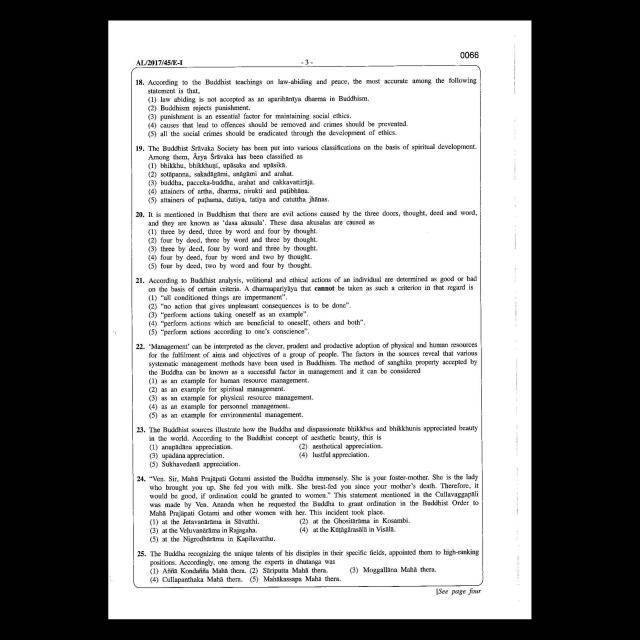 AL/2017/45/E-I
- 3 -
0066
18. According to the Buddhist teachings on law-abiding and peace, the most accurate among the following
statement is that,
(1) law abiding is not accepted as an aparihānīya dharma in Buddhism.
(2) Buddhism rejects punishment.
(3) punishment is an essential factor for maintaining social ethics.
(4) causes that lead to offences should be removed and crimes should be prevented.
(5) all the social crimes should be eradicated through the development of ethics.
19. The Buddhist Srāvaka Society has been put into various classifications on the basis of spiritual development.
Among them, Ārya Śrāvaka has been classified as
(1) bhikkhu, bhikkhunī, upāsaka and upāsikā.
(2) sotāpanna, sakadāgāmi, anāgāmi and arahat.
(3) buddha, pacceka-buddha, arahat and cakkavattirāja.
(4) attainers of artha, dharma, nirukti and paṭibhāna.
(5) attainers of paṭhama, dutiya, tatiya and catuttha jhānas.
20. It is mentioned in Buddhism that there are evil actions caused by the three doors, thought, deed and word,
and they are known as 'dasa akusala'. These dasa akusalas are caused as
(1) three by deed, three by word and four by thought.
(2) four by deed, three by word and three by thought.
(3) three by deed, four by word and three by thought.
(4) four by deed, four by word and two by thought.
(5) four by deed, two by word and four by thought.
21. According to Buddhist analysis, volitional and ethical actions of an individual are determined as good or bad
on the basis of certain criteria. A dharmapariyāya that cannot be taken as such a criterion in that regard is
(1) "all conditioned things are impermanent".
(2) "no action that gives unpleasant consequences is to be done".
(3) "perform actions taking oneself as an example".
(4) "perform actions which are beneficial to oneself, others and both".
(5) "perform actions according to one's conscience".
22. 'Management' can be interpreted as the clever, prudent and productive adoption of physical and human resources
for the fulfilment of aims and objectives of a group of people. The factors in the sources reveal that various
systematic management methods have been used in Buddhism. The method of sanghika property accepted by
the Buddha can be known as a successful factor in management and it can be considered
(1) as an example for human resource management.
(2) as an example for spiritual management.
(3) as an example for physical resource management.
(4) as an example for personnel management.
(5) as an example for environmental management.
23. The Buddhist sources illustrate how the Buddha and dispassionate bhikkhus and bhikkhunis appreciated beauty
in the world. According to the Buddhist concept of aesthetic beauty, this is
(1) anupādāna appreciation. (2) aesthetical appreciation.
(3) upādāna appreciation. (4) lustful appreciation.
(5) Sukhavedanā appreciation.
24. "Ven. Sir, Mahā Prajāpati Gotami assisted the Buddha immensely. She is your foster-mother. She is the lady
who brought you up. She fed you with milk. She brest-fed you since your mother's death. Therefore, it
would be good, if ordination could be granted to women." This statement mentioned in the Cullavaggapāli
was made by Ven. Ananda when he requested the Buddha to grant ordination in the Buddhist Order to
Mahā Prajāpati Gotami and other women with her. This incident took place.
(1) at the Jetavanārāma in Sāvatthi. (2) at the Ghositārāma in Kosambi.
(3) at the Veluvanārāma in Rajagaha. (4) at the Kūṭāgārasālā in Visālā.
(5) at the Nigrodhārāma in Kapilavatthu.
25. The Buddha recognizing the unique talents of his disciples in their specific fields, appointed them to high-ranking
positions. Accordingly, one among the experts in dhutanga was
(1) Aññā Kondañña Mahā thera. (2) Sāriputta Mahā thera. (3) Moggallāna Mahā thera.
(4) Cullapanthaka Mahā thera. (5) Mahākassapa Mahā thera.
[See page four